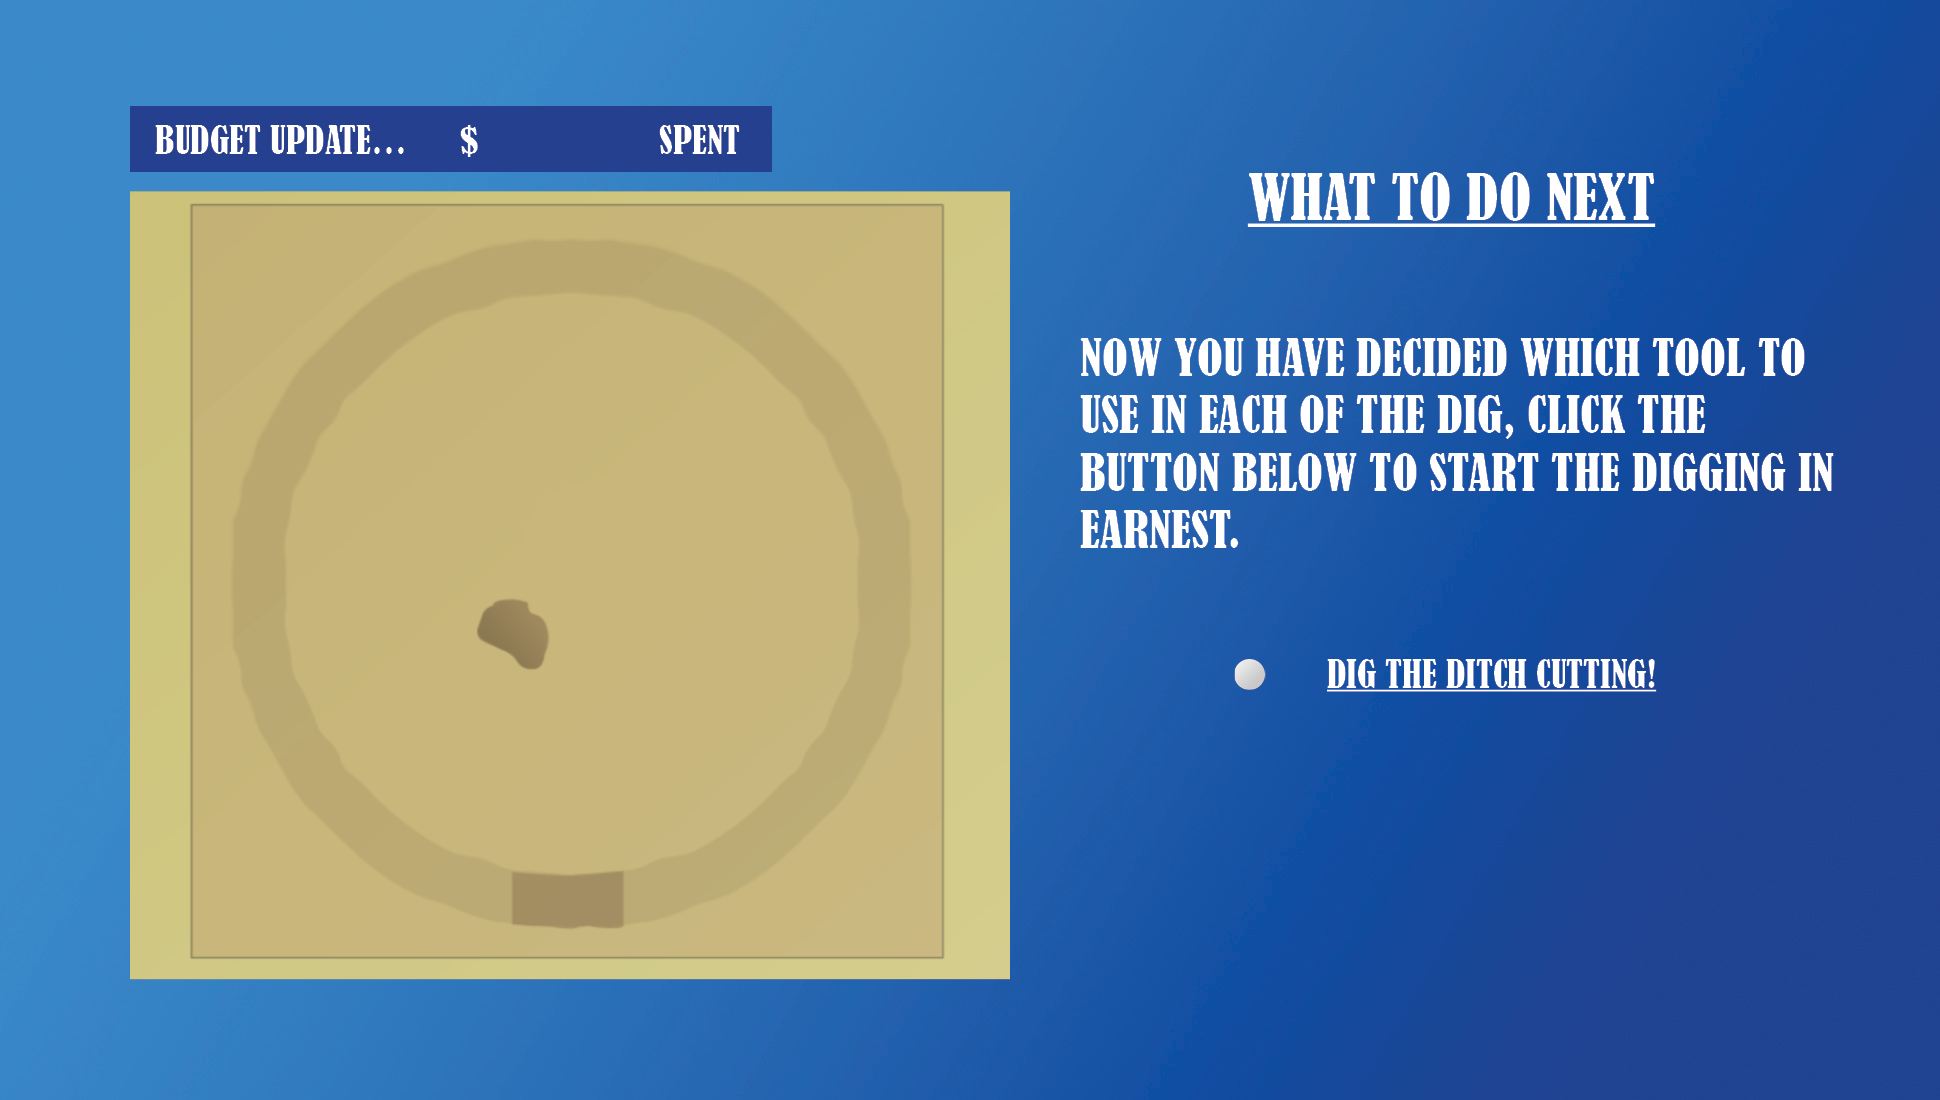 BUDGET UPDATE... $ SPENT
WHAT TO DO NEXT
NOW YOU HAVE DECIDED WHICH TOOL TO
USE IN EACH OF THE DIG, CLICK THE
BUTTON BELOW TO START THE DIGGING IN
EARNEST.
DIG THE DITCH CUTTING!